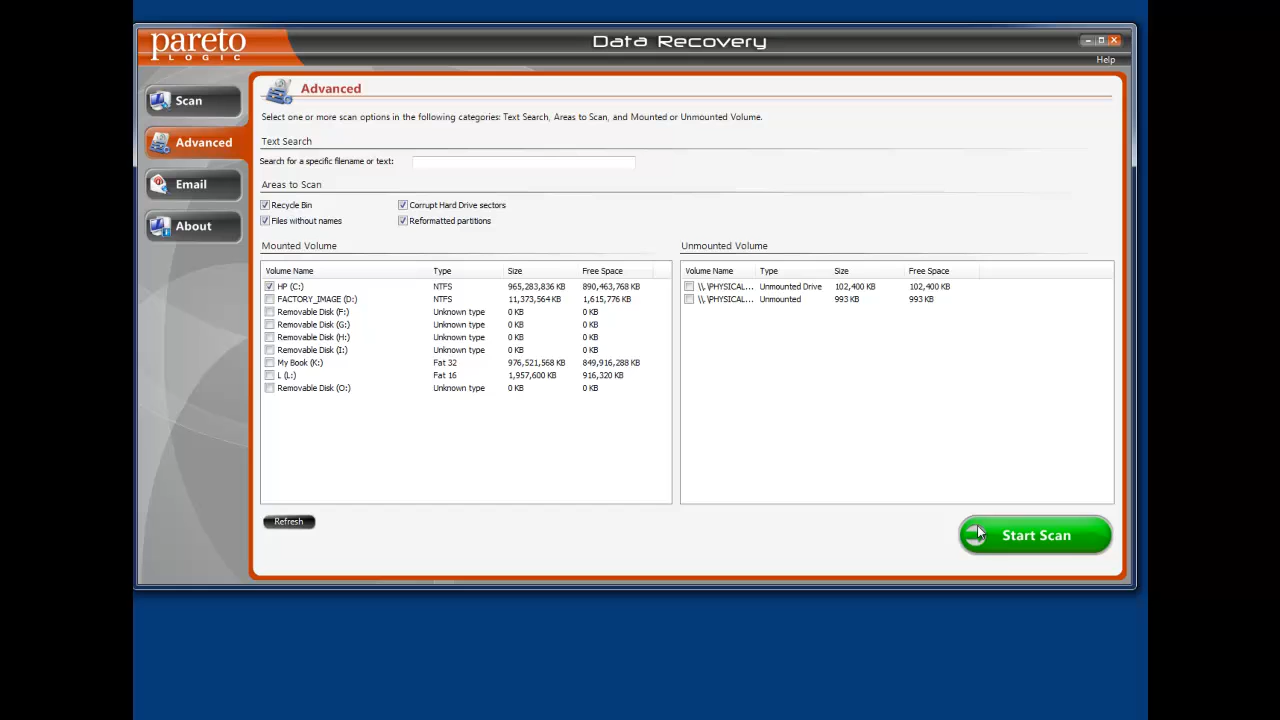 pareto
LOGIC
Data Recovery
Help
Scan
Advanced
Email
About
Advanced
Select one or more scan options in the following categories: Text Search, Areas to Scan, and Mounted or Unmounted Volume.
Text Search
Search for a specific filename or text:
Areas to Scan
Recycle Bin Corrupt Hard Drive sectors
Files without names Reformatted partitions
Mounted Volume
Volume Name Type Size Free Space
HP (C:) NTFS 965,283,836 KB 890,463,768 KB
FACTORY_IMAGE (D:) NTFS 11,373,564 KB 1,615,776 KB
Removable Disk (F:) Unknown type 0 KB 0 KB
Removable Disk (G:) Unknown type 0 KB 0 KB
Removable Disk (H:) Unknown type 0 KB 0 KB
Removable Disk (I:) Unknown type 0 KB 0 KB
My Book (K:) Fat 32 976,521,568 KB 849,916,288 KB
L (L:) Fat 16 1,957,600 KB 916,320 KB
Removable Disk (O:) Unknown type 0 KB 0 KB
Unmounted Volume
Volume Name Type Size Free Space
\\.\PHYSICAL... Unmounted Drive 102,400 KB 102,400 KB
\\.\PHYSICAL... Unmounted 993 KB 993 KB
Refresh
Start Scan